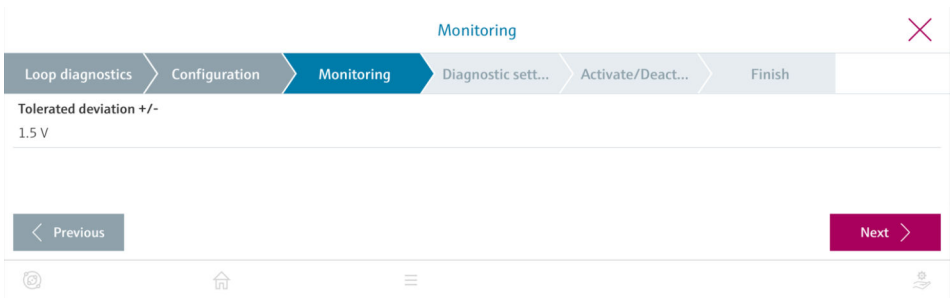 Monitoring
Loop diagnostics Configuration Monitoring Diagnostic sett... Activate/Deact... Finish
Tolerated deviation +/-
1.5 V
Previous Next